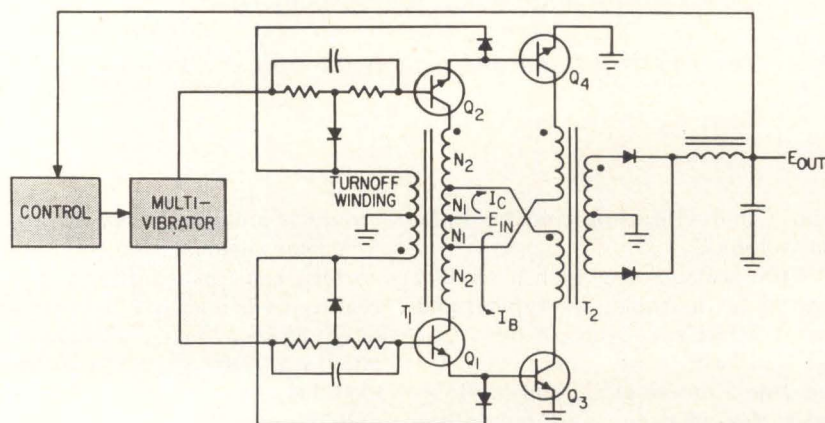 Q2
Q4
N2
TURNOFF
WINDING
N1
IC
EIN
N1
N2
IB
T1
T2
EOUT
CONTROL
MULTI-
VIBRATOR
Q1
Q3